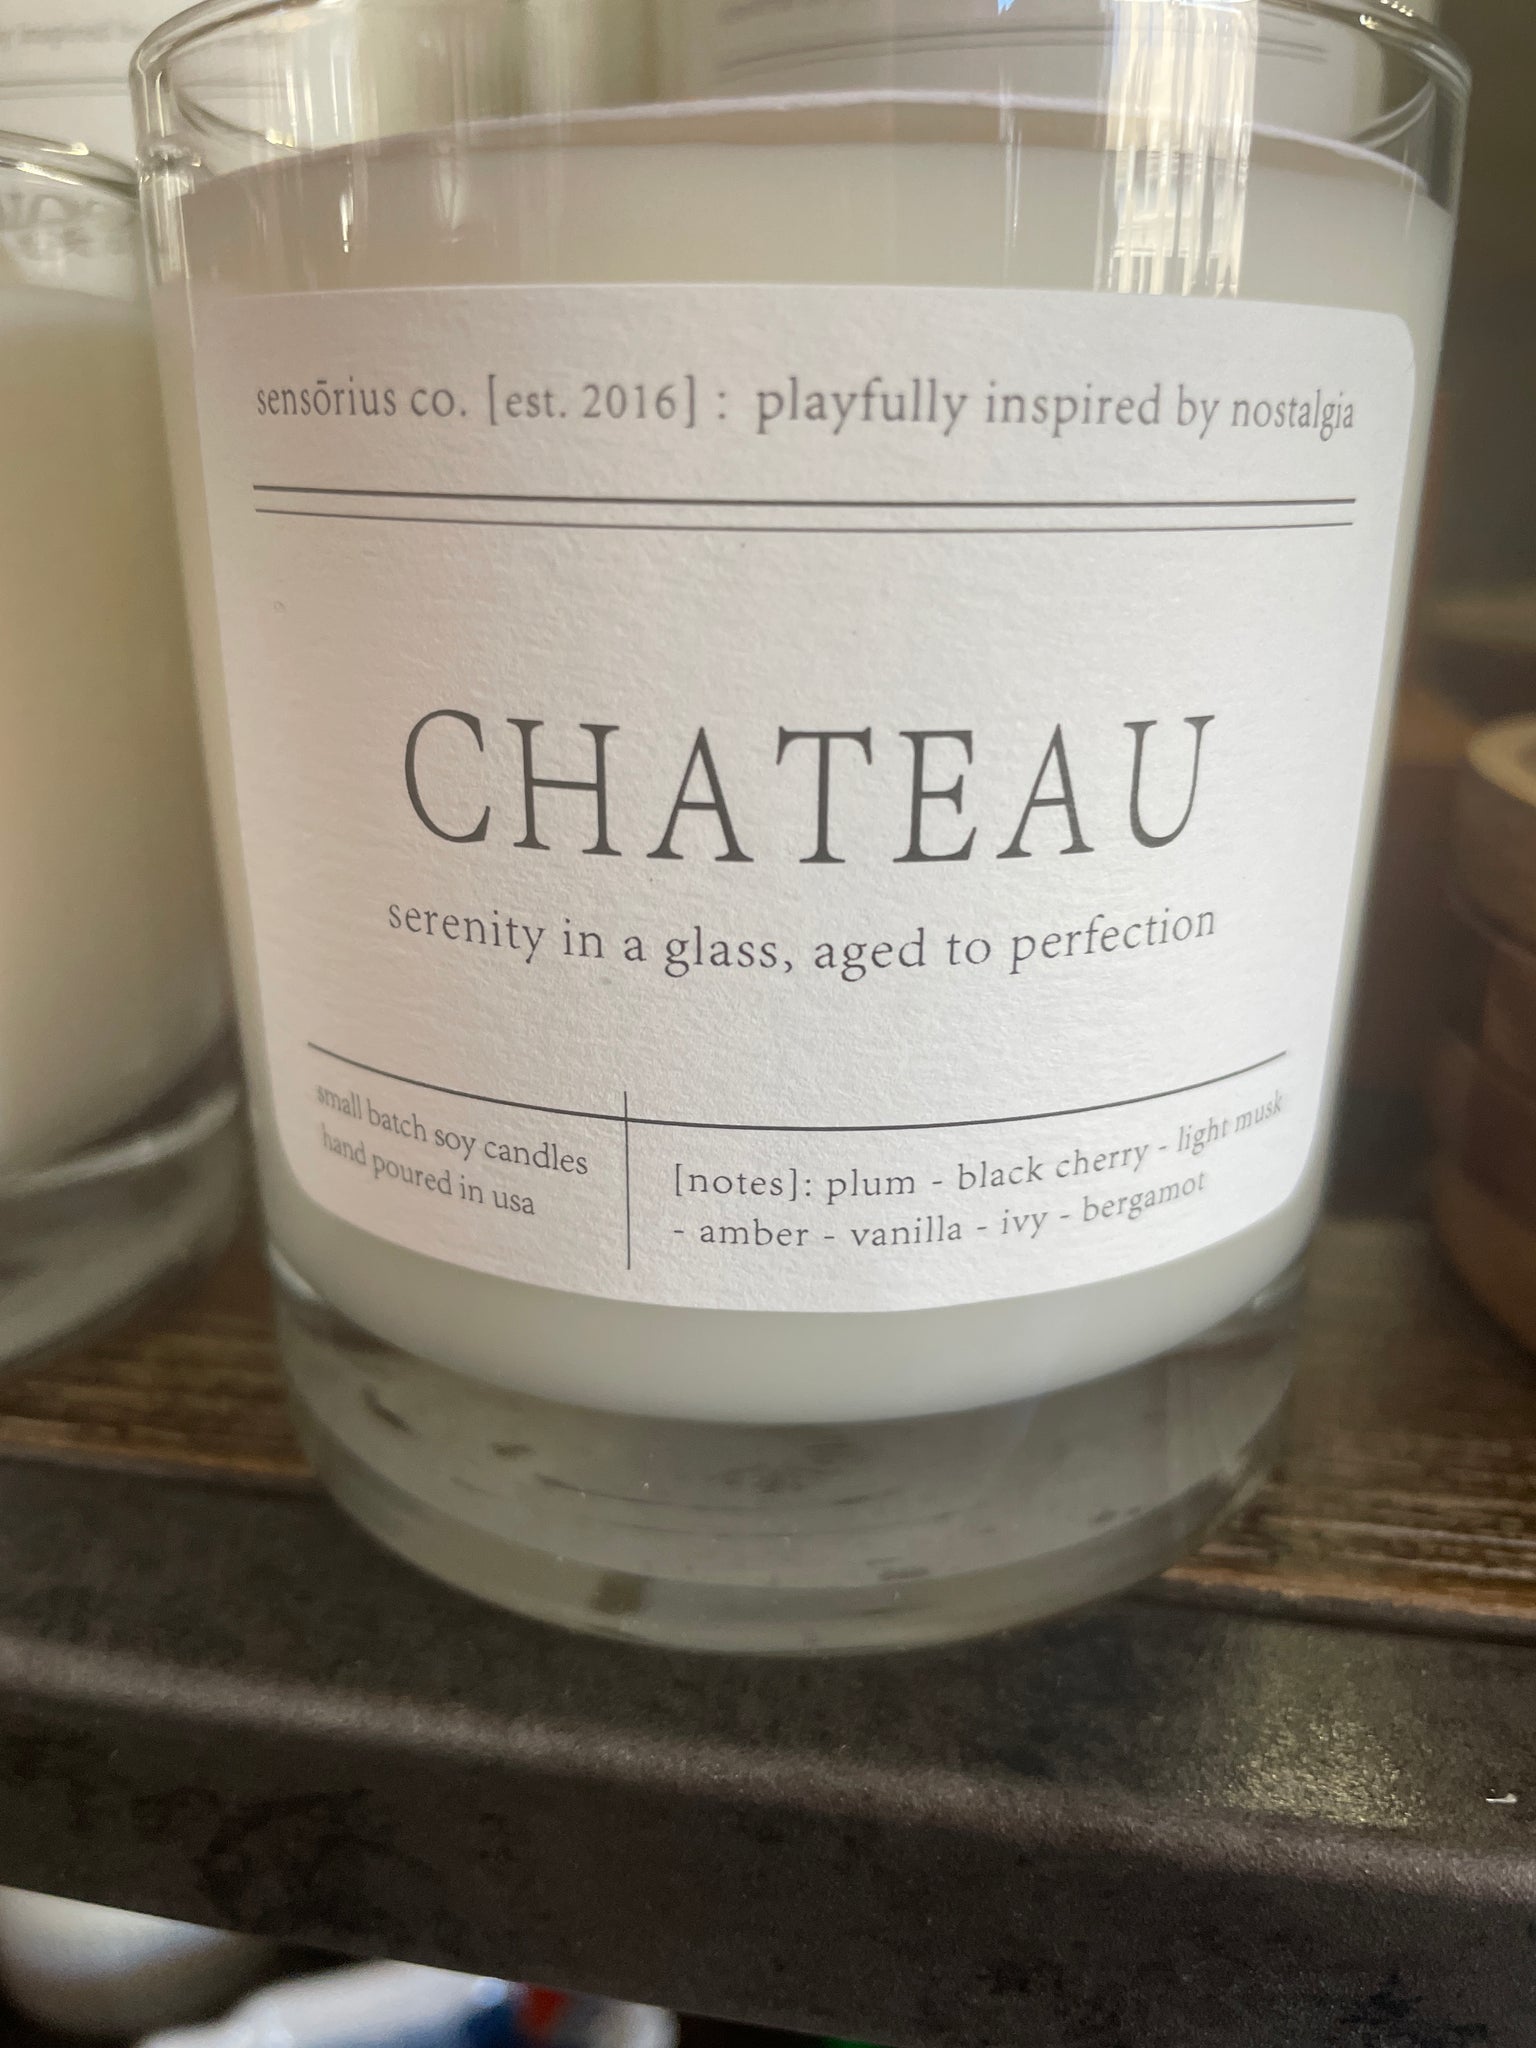 sensōrius co. [est. 2016] : playfully inspired by nostalgia
CHATEAU
serenity in a glass, aged to perfection
small batch soy candles
hand poured in usa
[notes]: plum - black cherry - light musk
- amber - vanilla - ivy - bergamot